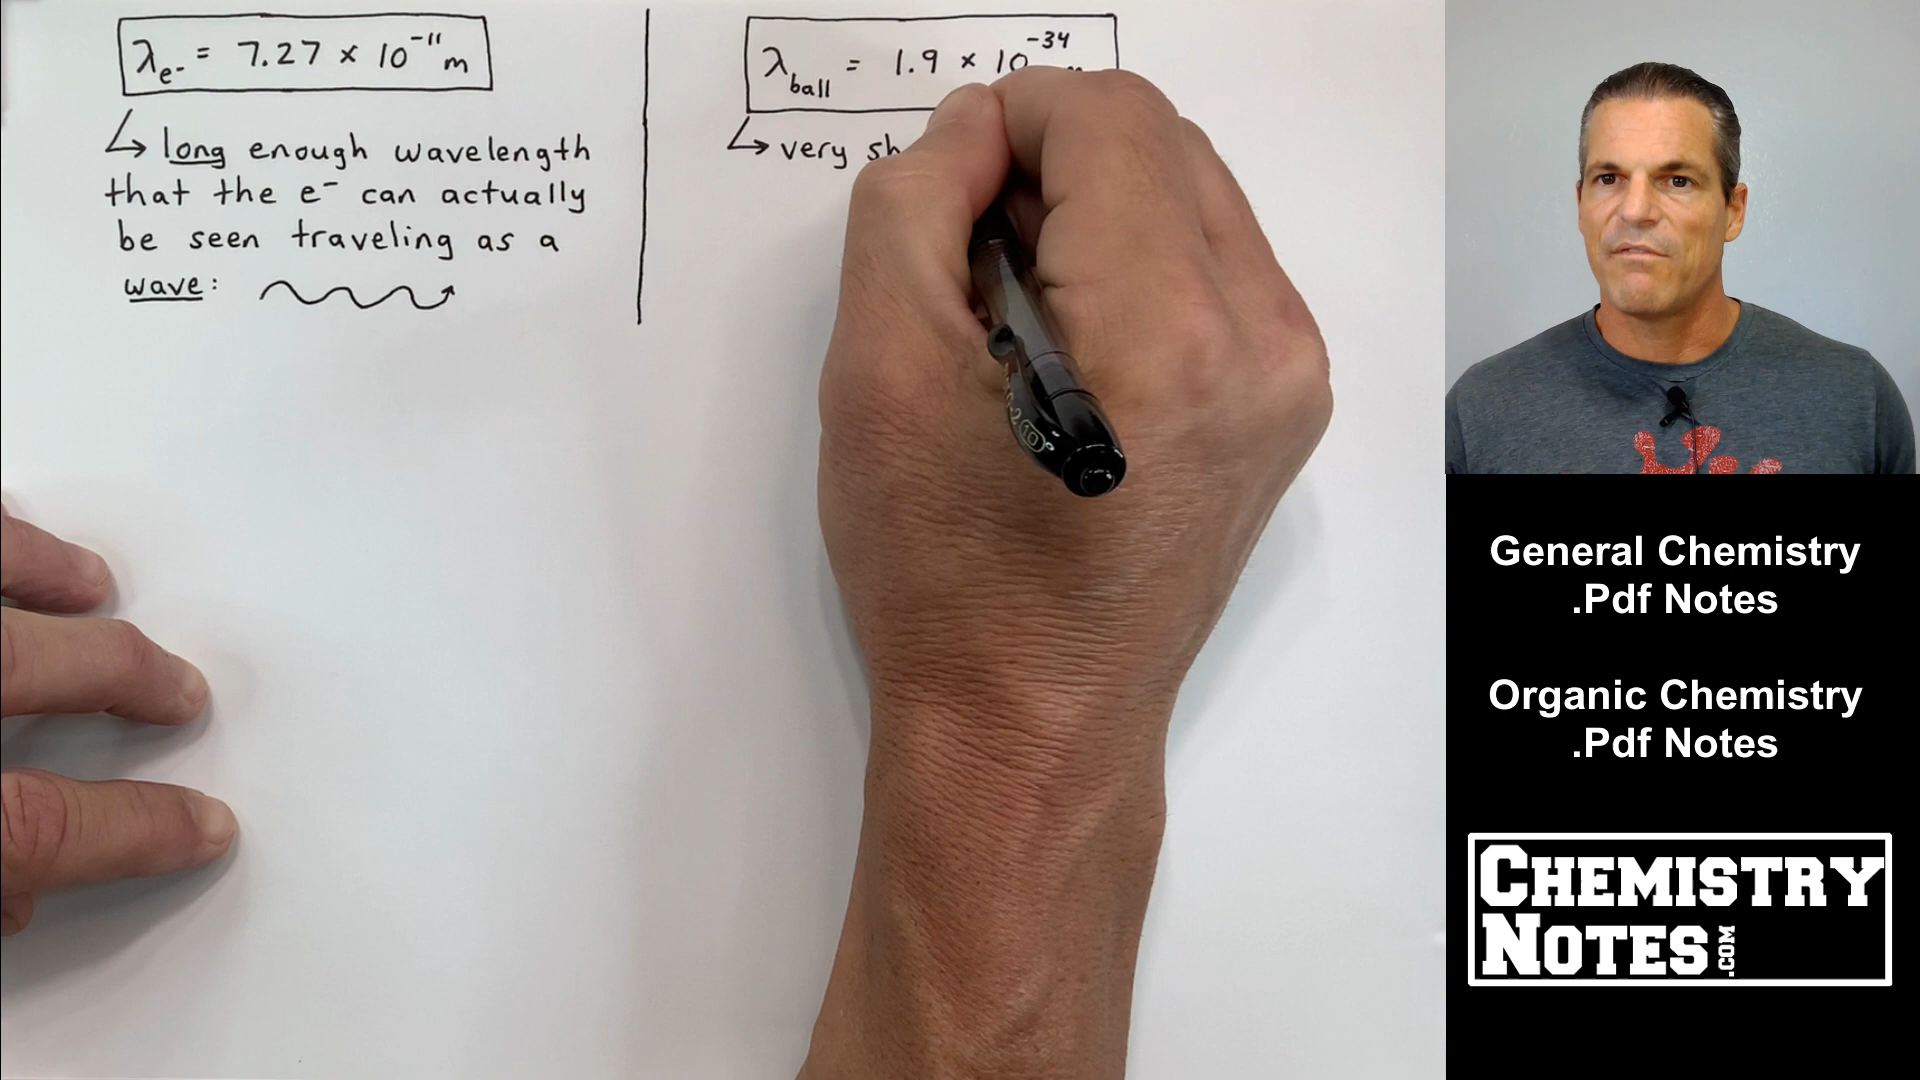 λe- = 7.27 × 10⁻¹¹ m
↳ long enough wavelength
that the e⁻ can actually
be seen traveling as a
wave:
λball = 1.9 × 10⁻³⁴
↳ very sh
General Chemistry
.Pdf Notes
Organic Chemistry
.Pdf Notes
CHEMISTRY
NOTES.COM